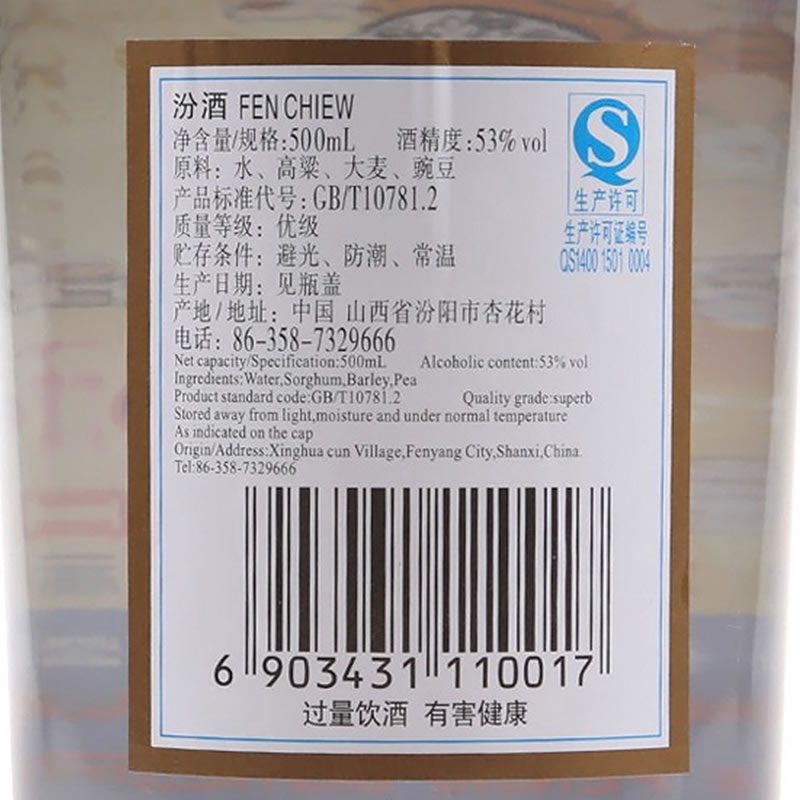 汾酒 FEN CHIEW
净含量/规格:500mL 酒精度:53% vol
原料: 水、高粱、大麦、豌豆
产品标准代号: GB/T10781.2
质量等级: 优级
贮存条件: 避光、防潮、常温
生产日期: 见瓶盖
产地/地址: 中国 山西省汾阳市杏花村
电话: 86-358-7329666
生产许可
生产许可证编号
QS1400 1501 0004
Net capacity/Specification:500mL Alcoholic content:53% vol
Ingredients:Water,Sorghum,Barley,Pea
Product standard code:GB/T10781.2 Quality grade:superb
Stored away from light,moisture and under normal temperature
As indicated on the cap
Origin/Address:Xinghua cun Village,Fenyang City,Shanxi,China.
Tel:86-358-7329666
6 903431 110017
过量饮酒 有害健康